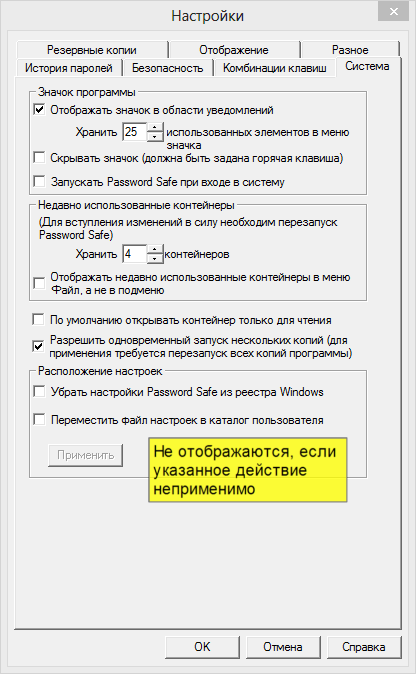 Настройки
Резервные копии Отображение Разное
История паролей Безопасность Комбинации клавиш Система
Значок программы
Отображать значок в области уведомлений
Хранить 25 использованных элементов в меню
значка
Скрывать значок (должна быть задана горячая клавиша)
Запускать Password Safe при входе в систему
Недавно использованные контейнеры
(Для вступления изменений в силу необходим перезапуск
Password Safe)
Хранить 4 контейнеров
Отображать недавно использованные контейнеры в меню
Файл, а не в подменю
По умолчанию открывать контейнер только для чтения
Разрешить одновременный запуск нескольких копий (для
применения требуется перезапуск всех копий программы)
Расположение настроек
Убрать настройки Password Safe из реестра Windows
Переместить файл настроек в каталог пользователя
Применить
Не отображаются, если
указанное действие
неприменимо
OK Отмена Справка